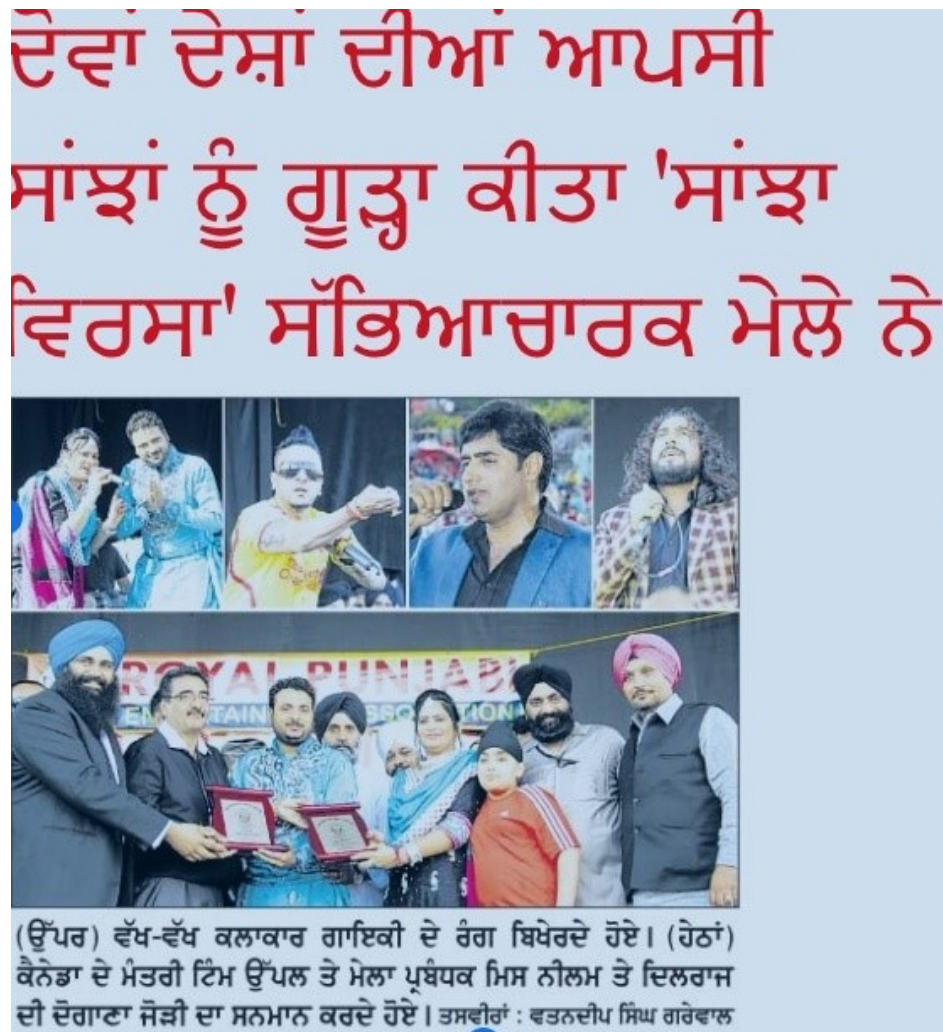 ਦੋਵਾਂ ਦੇਸ਼ਾਂ ਦੀਆਂ ਆਪਸੀ
ਸਾਂਝਾਂ ਨੂੰ ਗੂੜ੍ਹਾ ਕੀਤਾ 'ਸਾਂਝਾ
ਵਿਰਸਾ' ਸੱਭਿਆਚਾਰਕ ਮੇਲੇ ਨੇ
ROYAL PUNJABI
(ਉੱਪਰ) ਵੱਖ-ਵੱਖ ਕਲਾਕਾਰ ਗਾਇਕੀ ਦੇ ਰੰਗ ਬਿਖੇਰਦੇ ਹੋਏ। (ਹੇਠਾਂ)
ਕੈਨੇਡਾ ਦੇ ਮੰਤਰੀ ਟਿੰਮ ਉੱਪਲ ਤੇ ਮੇਲਾ ਪ੍ਰਬੰਧਕ ਮਿਸ ਨੀਲਮ ਤੇ ਦਿਲਰਾਜ
ਦੀ ਦੋਗਾਣਾ ਜੋੜੀ ਦਾ ਸਨਮਾਨ ਕਰਦੇ ਹੋਏ। ਤਸਵੀਰਾਂ : ਵਤਨਦੀਪ ਸਿੰਘ ਗਰੇਵਾਲ